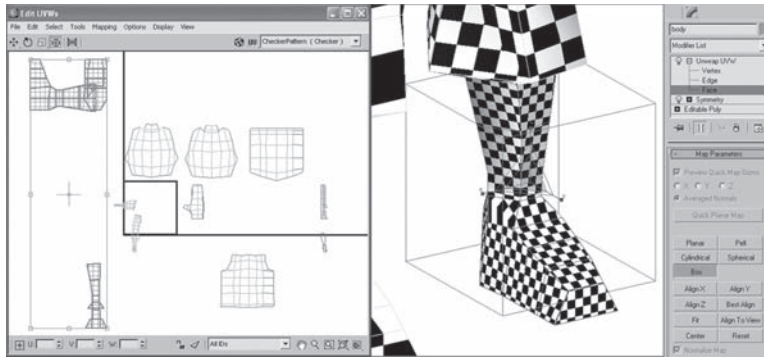 Edit UVWs
File Edit Select Tools Mapping Options Display View
UV CheckerPattern ( Checker )
U: V: W: All IDs
body
Modifier List
Unwrap UVW
Vertex
Edge
Face
Symmetry
Editable Poly
- Map Parameters
Preview Quick Map Gizmo
X Y Z
Averaged Normals
Quick Planar Map
Planar Pelt
Cylindrical Spherical
Box
Align X Align Y
Align Z Best Align
Fit Align To View
Center Reset
Normalize Map